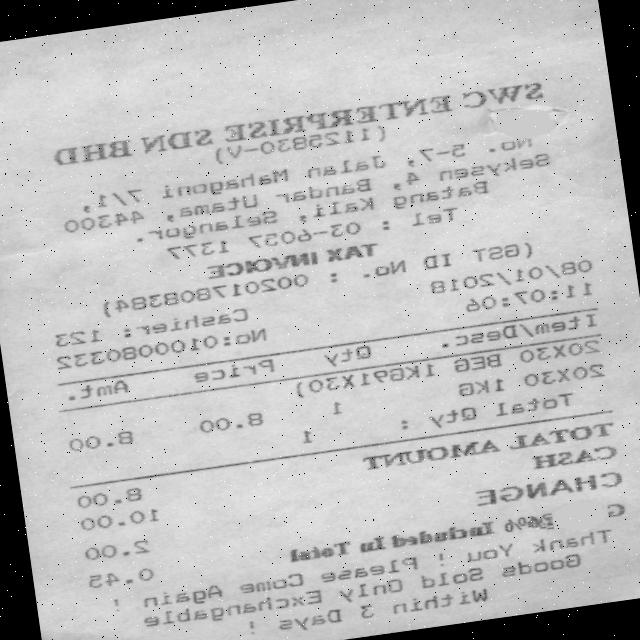 SWC ENTERPRISE SDN BHD
(1125830-V)
No. 5-7, Jalan Mahagoni 7/1,
Seksyen 4, Bandar Utama, 44300
Batang Kali, Selangor.
Tel : 03-6057 1377
TAX INVOICE
(GST ID No. : 002017808384)
08/01/2018 Cashier: 123
11:07:06 No:0100080332
Item/Desc. Qty Price Amt.
20X30 BEG 1KG@1X30)
20X30 1KG 1 8.00 8.00
Total Qty : 1
TOTAL AMOUNT 8.00
CASH 10.00
CHANGE 2.00
Included In Total 0.45
Thank You ! Please Come Again !
Goods Sold Only Exchangable
Within 3 Days !